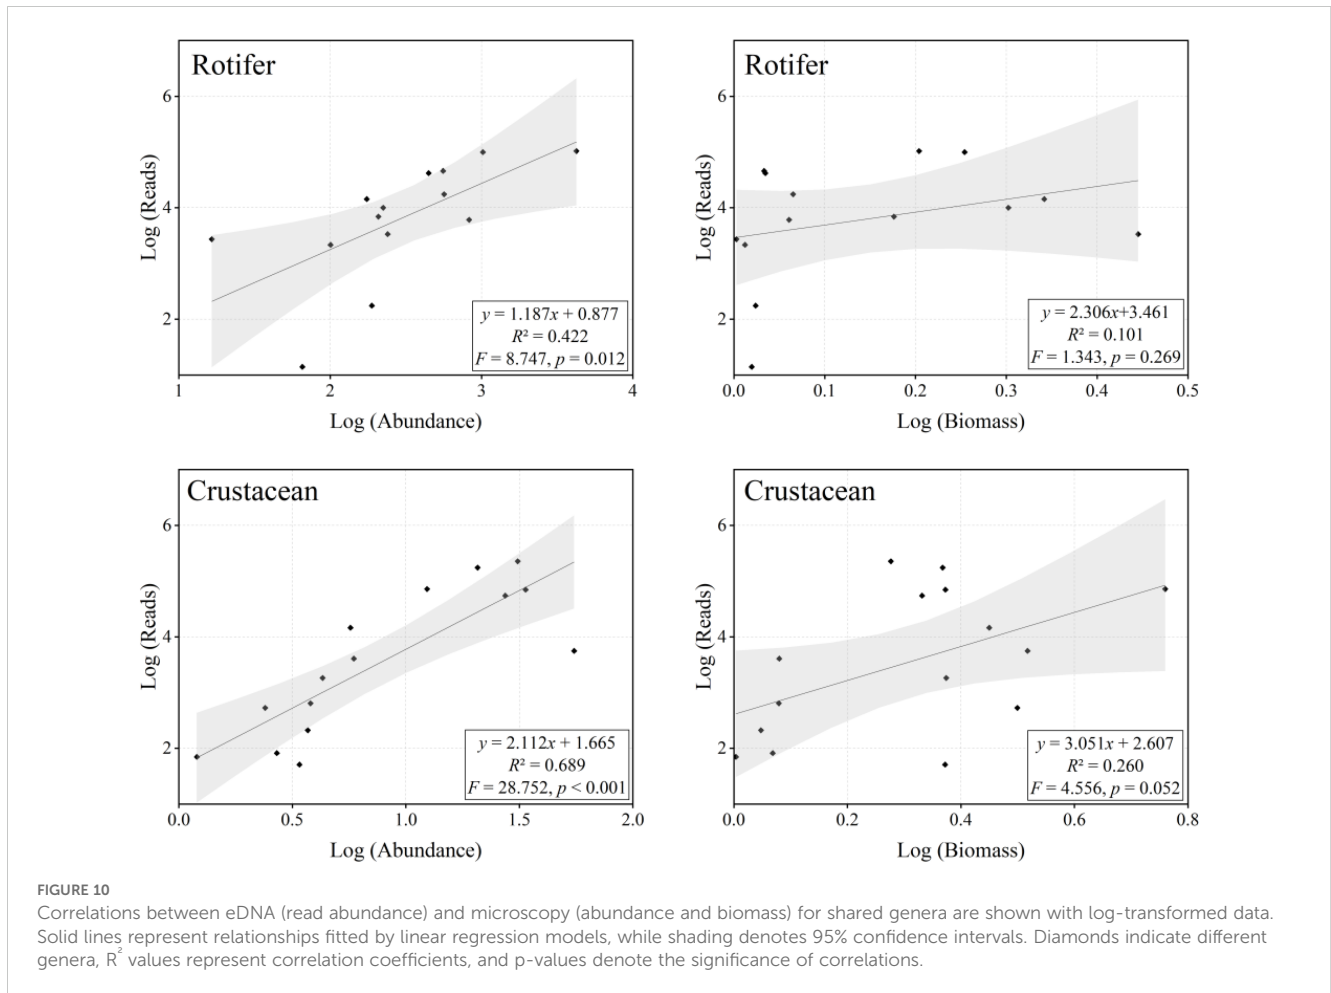 Rotifer
6
4
2
Log (Reads)
y = 1.187x + 0.877
R² = 0.422
F = 8.747, p = 0.012
1 2 3 4
Log (Abundance)
Rotifer
6
4
2
Log (Reads)
y = 2.306x+3.461
R² = 0.101
F = 1.343, p = 0.269
0.0 0.1 0.2 0.3 0.4 0.5
Log (Biomass)
Crustacean
6
4
2
Log (Reads)
y = 2.112x + 1.665
R² = 0.689
F = 28.752, p < 0.001
0.0 0.5 1.0 1.5 2.0
Log (Abundance)
Crustacean
6
4
2
Log (Reads)
y = 3.051x + 2.607
R² = 0.260
F = 4.556, p = 0.052
0.0 0.2 0.4 0.6 0.8
Log (Biomass)
FIGURE 10
Correlations between eDNA (read abundance) and microscopy (abundance and biomass) for shared genera are shown with log-transformed data.
Solid lines represent relationships fitted by linear regression models, while shading denotes 95% confidence intervals. Diamonds indicate different
genera, R² values represent correlation coefficients, and p-values denote the significance of correlations.